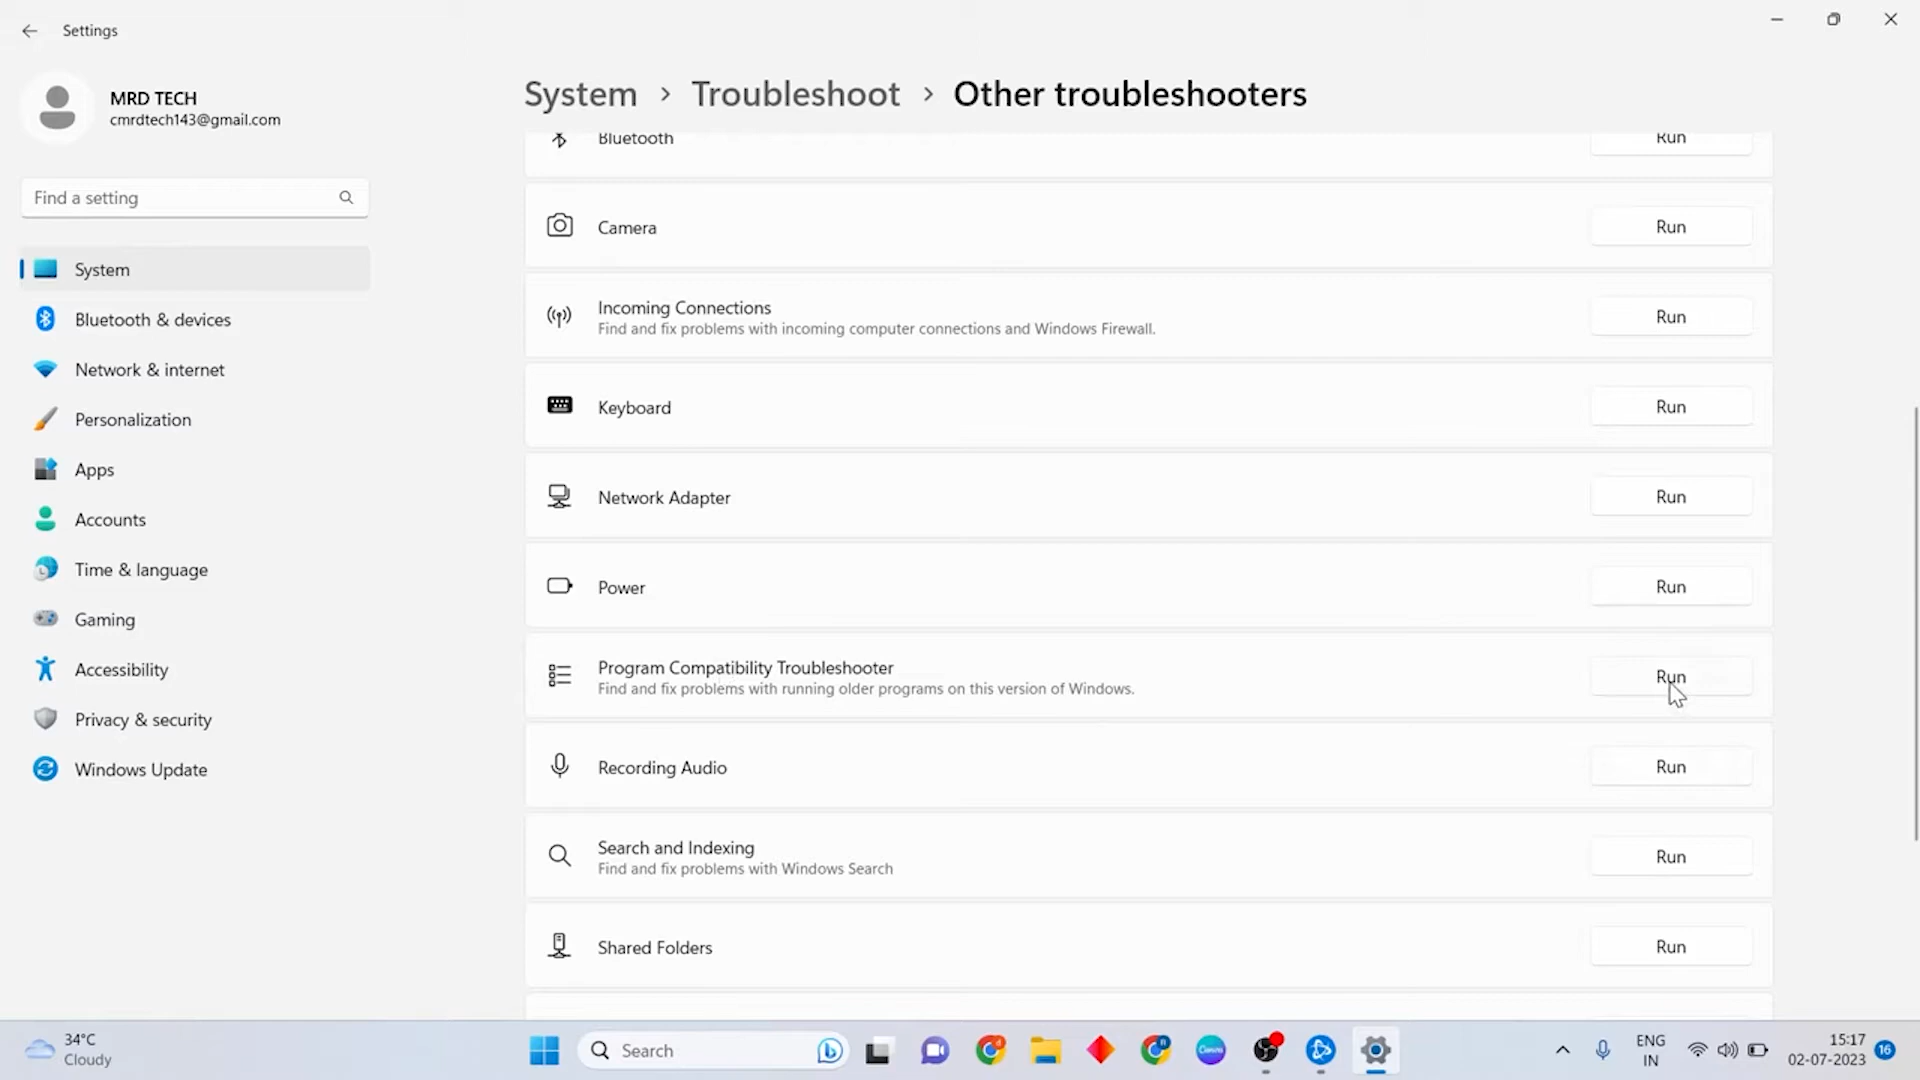 Settings
MRD TECH
cmrdtech143@gmail.com
Find a setting
System
Bluetooth & devices
Network & internet
Personalization
Apps
Accounts
Time & language
Gaming
Accessibility
Privacy & security
Windows Update
System > Troubleshoot > Other troubleshooters
Bluetooth Run
Camera Run
Incoming Connections
Find and fix problems with incoming computer connections and Windows Firewall.
Run
Keyboard Run
Network Adapter Run
Power Run
Program Compatibility Troubleshooter
Find and fix problems with running older programs on this version of Windows.
Run
Recording Audio Run
Search and Indexing
Find and fix problems with Windows Search
Run
Shared Folders Run
34°C
Cloudy
Search
Canva
ENG
IN
15:17
02-07-2023
16